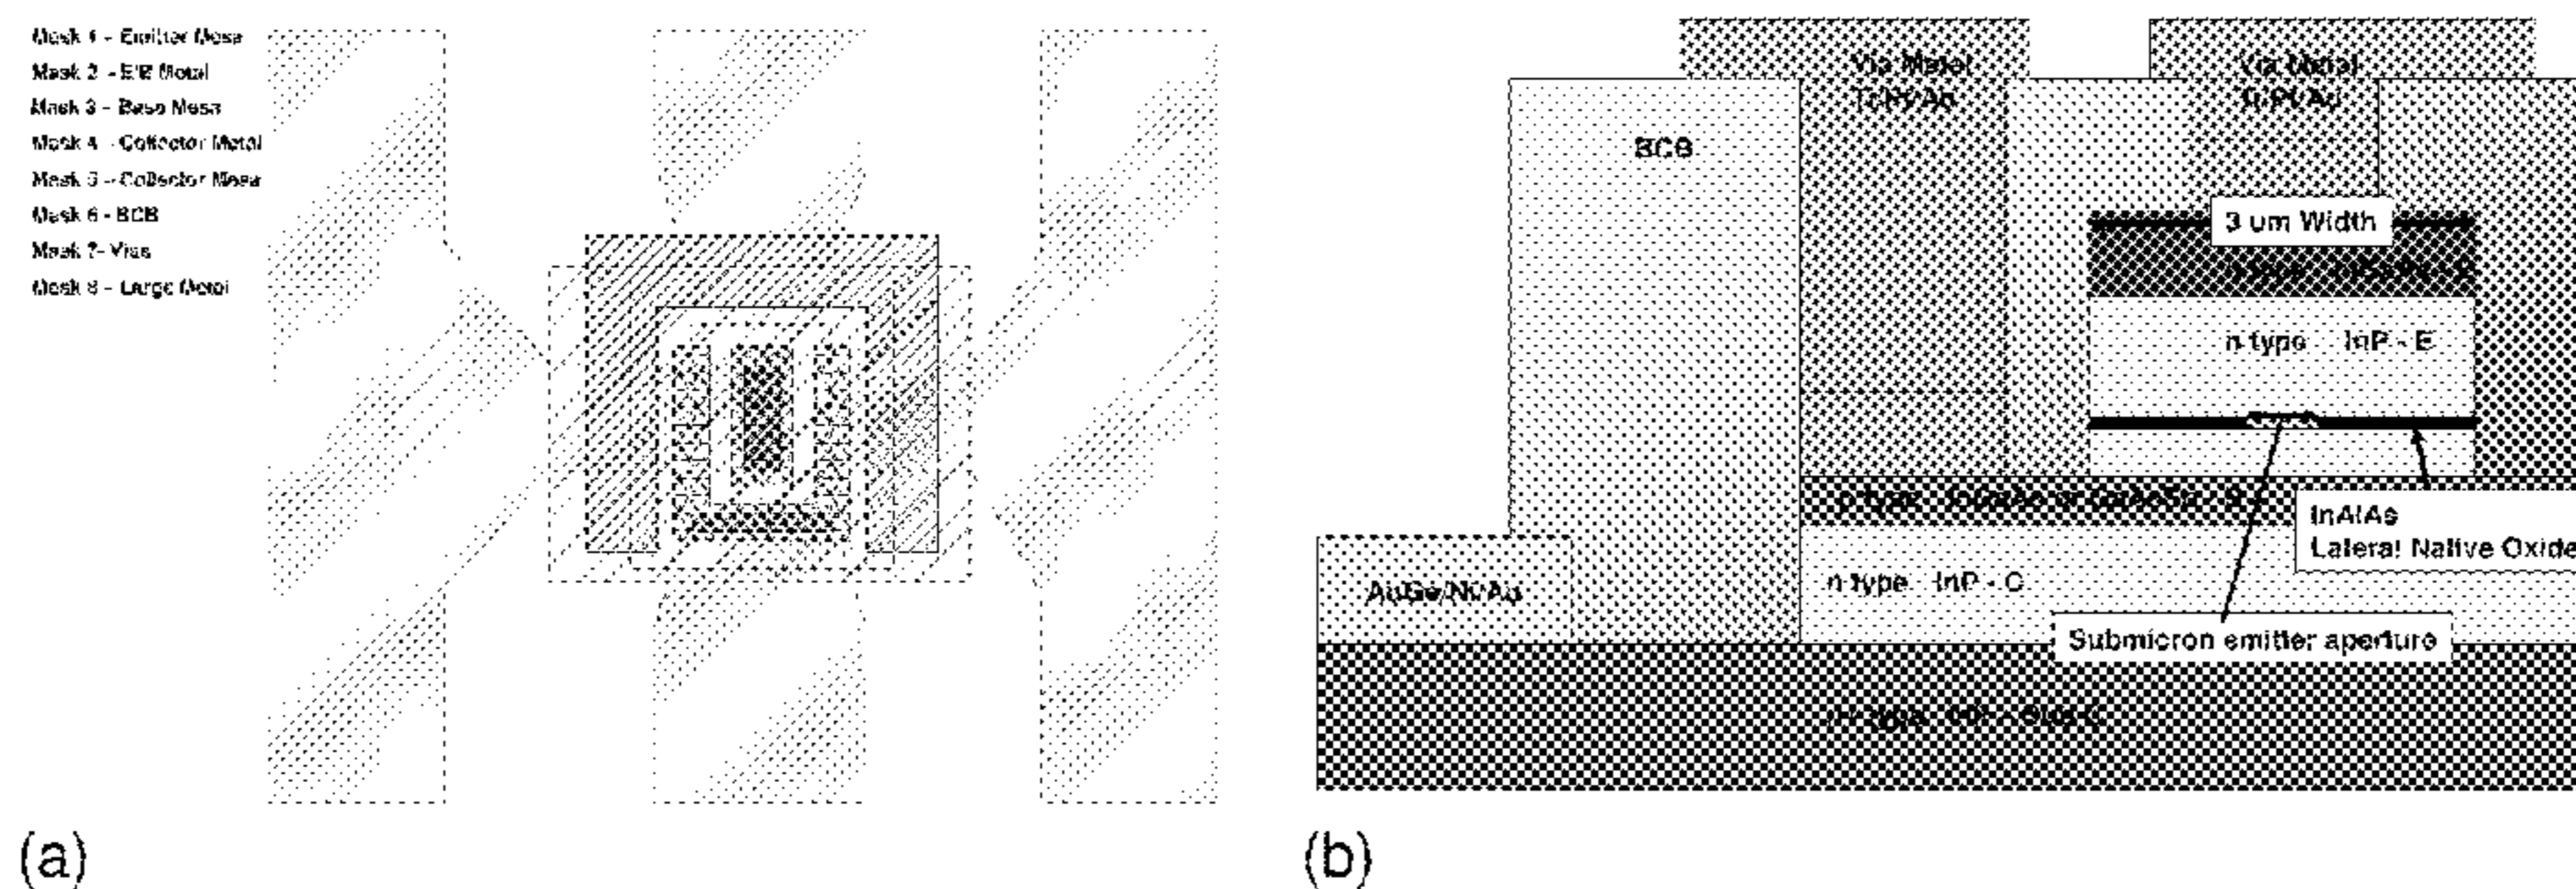 Mask 1 - Emitter Mesa
Mask 2 - E/B Metal
Mask 3 - Base Mesa
Mask 4 - Collector Metal
Mask 5 - Collector Mesa
Mask 6 - BCB
Mask 7- Vias
Mask 8 - Large Metal
(a)
Via Metal
Ti/Pt/Au
Via Metal
Ti/Pt/Au
BCB
3 um Width
n type InP - E
InAlAs
Lateral Native Oxide
AuGe/Ni/Au
n type InP - C
Submicron emitter aperture
(b)